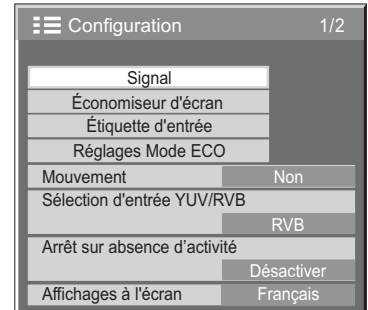 Configuration 1/2
Signal
Économiseur d'écran
Étiquette d'entrée
Réglages Mode ECO
Mouvement Non
Sélection d'entrée YUV/RVB
RVB
Arrêt sur absence d’activité
Désactiver
Affichages à l'écran Français